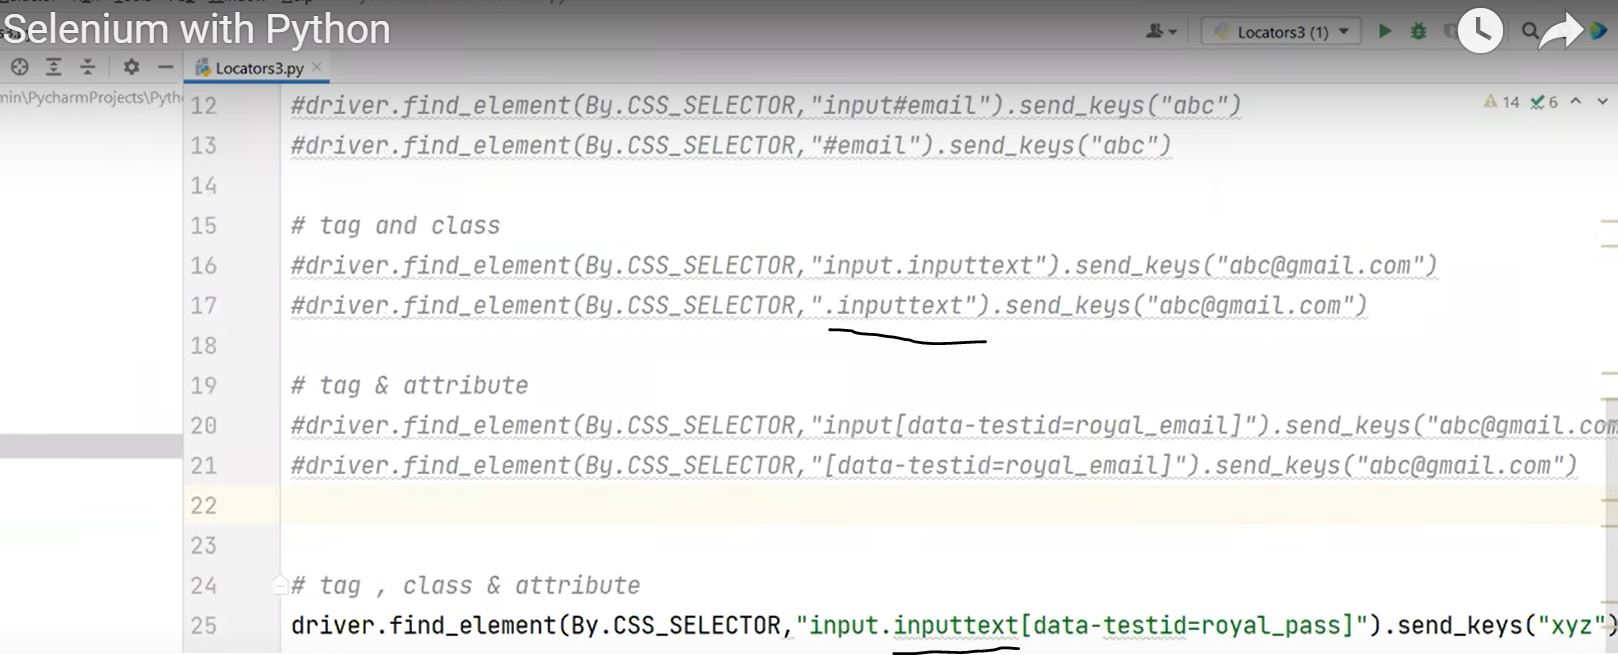 Selenium with Python
Locators3 (1)
Locators3.py
min\PycharmProjects\Pyth
14 6
12 #driver.find_element(By.CSS_SELECTOR,"input#email").send_keys("abc")
13 #driver.find_element(By.CSS_SELECTOR,"#email").send_keys("abc")
14
15 # tag and class
16 #driver.find_element(By.CSS_SELECTOR,"input.inputtext").send_keys("abc@gmail.com")
17 #driver.find_element(By.CSS_SELECTOR,".inputtext").send_keys("abc@gmail.com")
18
19 # tag & attribute
20 #driver.find_element(By.CSS_SELECTOR,"input[data-testid=royal_email]").send_keys("abc@gmail.com
21 #driver.find_element(By.CSS_SELECTOR,"[data-testid=royal_email]").send_keys("abc@gmail.com")
22
23
24 # tag , class & attribute
25 driver.find_element(By.CSS_SELECTOR,"input.inputtext[data-testid=royal_pass]").send_keys("xyz")